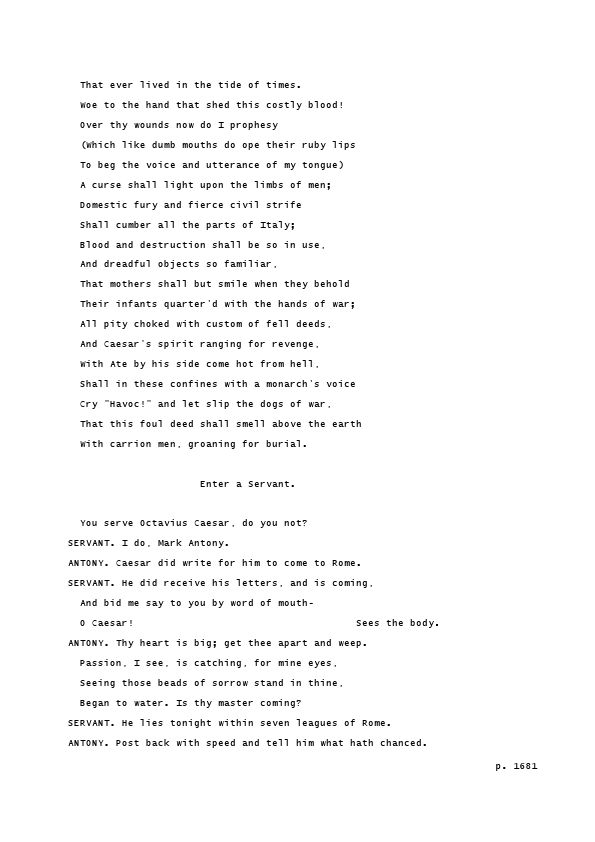 That ever lived in the tide of times.
Woe to the hand that shed this costly blood!
Over thy wounds now do I prophesy
(Which like dumb mouths do ope their ruby lips
To beg the voice and utterance of my tongue)
A curse shall light upon the limbs of men;
Domestic fury and fierce civil strife
Shall cumber all the parts of Italy;
Blood and destruction shall be so in use,
And dreadful objects so familiar,
That mothers shall but smile when they behold
Their infants quarter'd with the hands of war;
All pity choked with custom of fell deeds,
And Caesar's spirit ranging for revenge,
With Ate by his side come hot from hell,
Shall in these confines with a monarch's voice
Cry "Havoc!" and let slip the dogs of war,
That this foul deed shall smell above the earth
With carrion men, groaning for burial.
Enter a Servant.
You serve Octavius Caesar, do you not?
SERVANT. I do, Mark Antony.
ANTONY. Caesar did write for him to come to Rome.
SERVANT. He did receive his letters, and is coming,
And bid me say to you by word of mouth-
O Caesar! Sees the body.
ANTONY. Thy heart is big; get thee apart and weep.
Passion, I see, is catching, for mine eyes,
Seeing those beads of sorrow stand in thine,
Began to water. Is thy master coming?
SERVANT. He lies tonight within seven leagues of Rome.
ANTONY. Post back with speed and tell him what hath chanced.
p. 1681